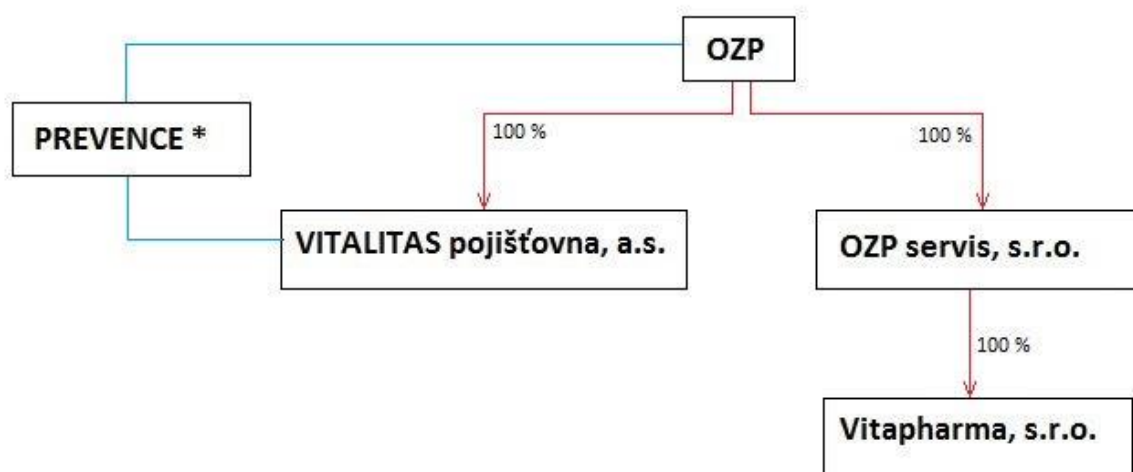 OZP
PREVENCE *
100 %
100 %
VITALITAS pojišťovna, a.s.
OZP servis, s.r.o.
100 %
Vitapharma, s.r.o.